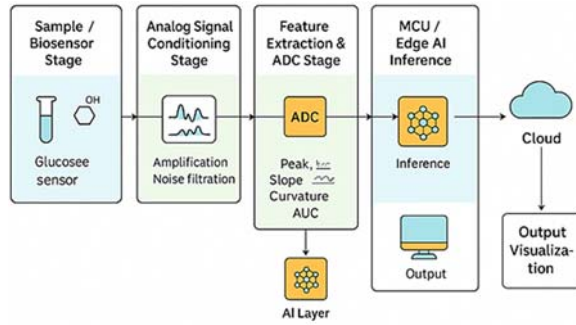 Sample /
Biosensor
Stage
OH
Glucosee
sensor
Analog Signal
Conditioning
Stage
Amplification
Noise filtration
Feature
Extraction &
ADC Stage
ADC
Peak,
Slope
Curvature
AUC
AI Layer
MCU /
Edge AI
Inference
Inference
Output
Cloud
Output
Visualiza-
tion